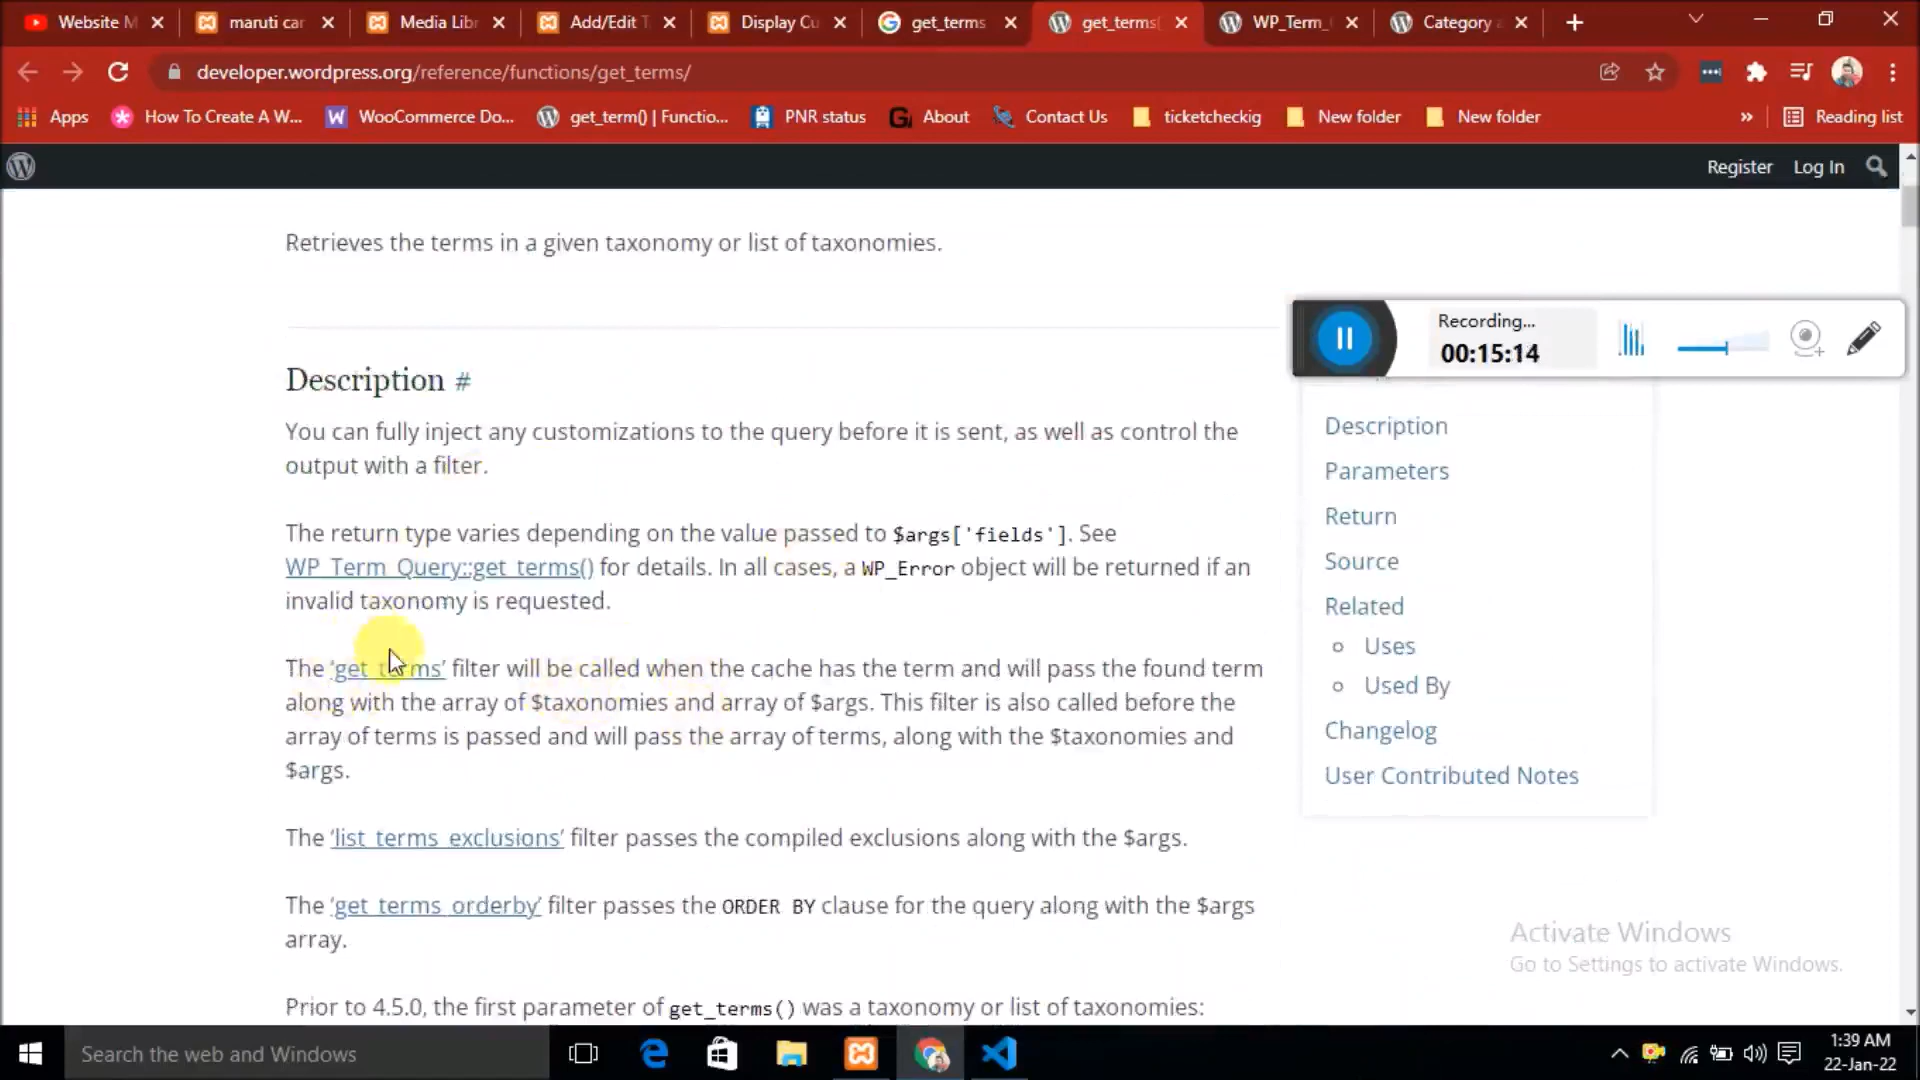 Website M
maruti car
Media Libr
Add/Edit T
Display Cu
get_terms
get_terms(
WP_Term_
Category a
developer.wordpress.org/reference/functions/get_terms/
Apps
How To Create A W...
WooCommerce Do...
get_term() | Functio...
PNR status
About
Contact Us
ticketcheckig
New folder
New folder
»
Reading list
Register
Log In
Retrieves the terms in a given taxonomy or list of taxonomies.
Recording...
00:15:14
Description #
You can fully inject any customizations to the query before it is sent, as well as control the
output with a filter.
The return type varies depending on the value passed to $args['fields']. See
WP_Term_Query::get_terms() for details. In all cases, a WP_Error object will be returned if an
invalid taxonomy is requested.
The ‘get_terms’ filter will be called when the cache has the term and will pass the found term
along with the array of $taxonomies and array of $args. This filter is also called before the
array of terms is passed and will pass the array of terms, along with the $taxonomies and
$args.
The ‘list_terms_exclusions’ filter passes the compiled exclusions along with the $args.
The ‘get_terms_orderby’ filter passes the ORDER BY clause for the query along with the $args
array.
Prior to 4.5.0, the first parameter of get_terms() was a taxonomy or list of taxonomies:
Description
Parameters
Return
Source
Related
Uses
Used By
Changelog
User Contributed Notes
Activate Windows
Go to Settings to activate Windows.
Search the web and Windows
1:39 AM
22-Jan-22